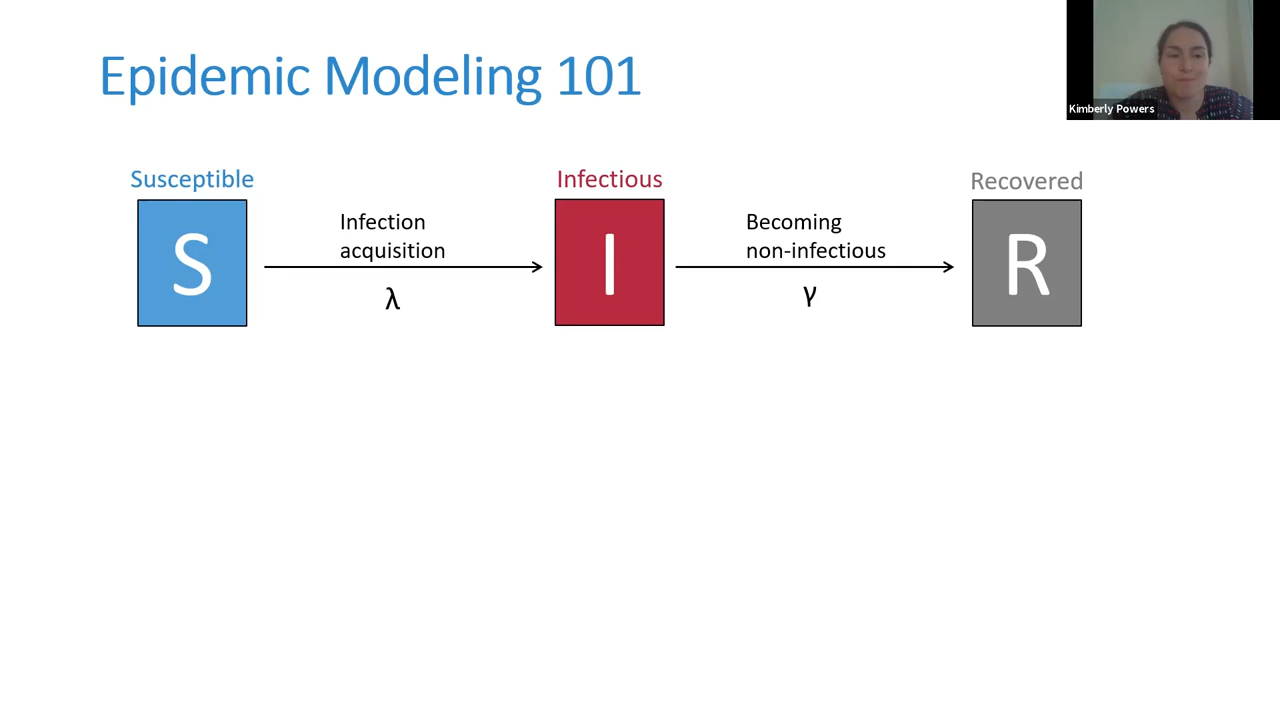 Epidemic Modeling 101
Kimberly Powers
Susceptible
Infectious
Recovered
S
Infection
acquisition
λ
I
Becoming
non-infectious
γ
R